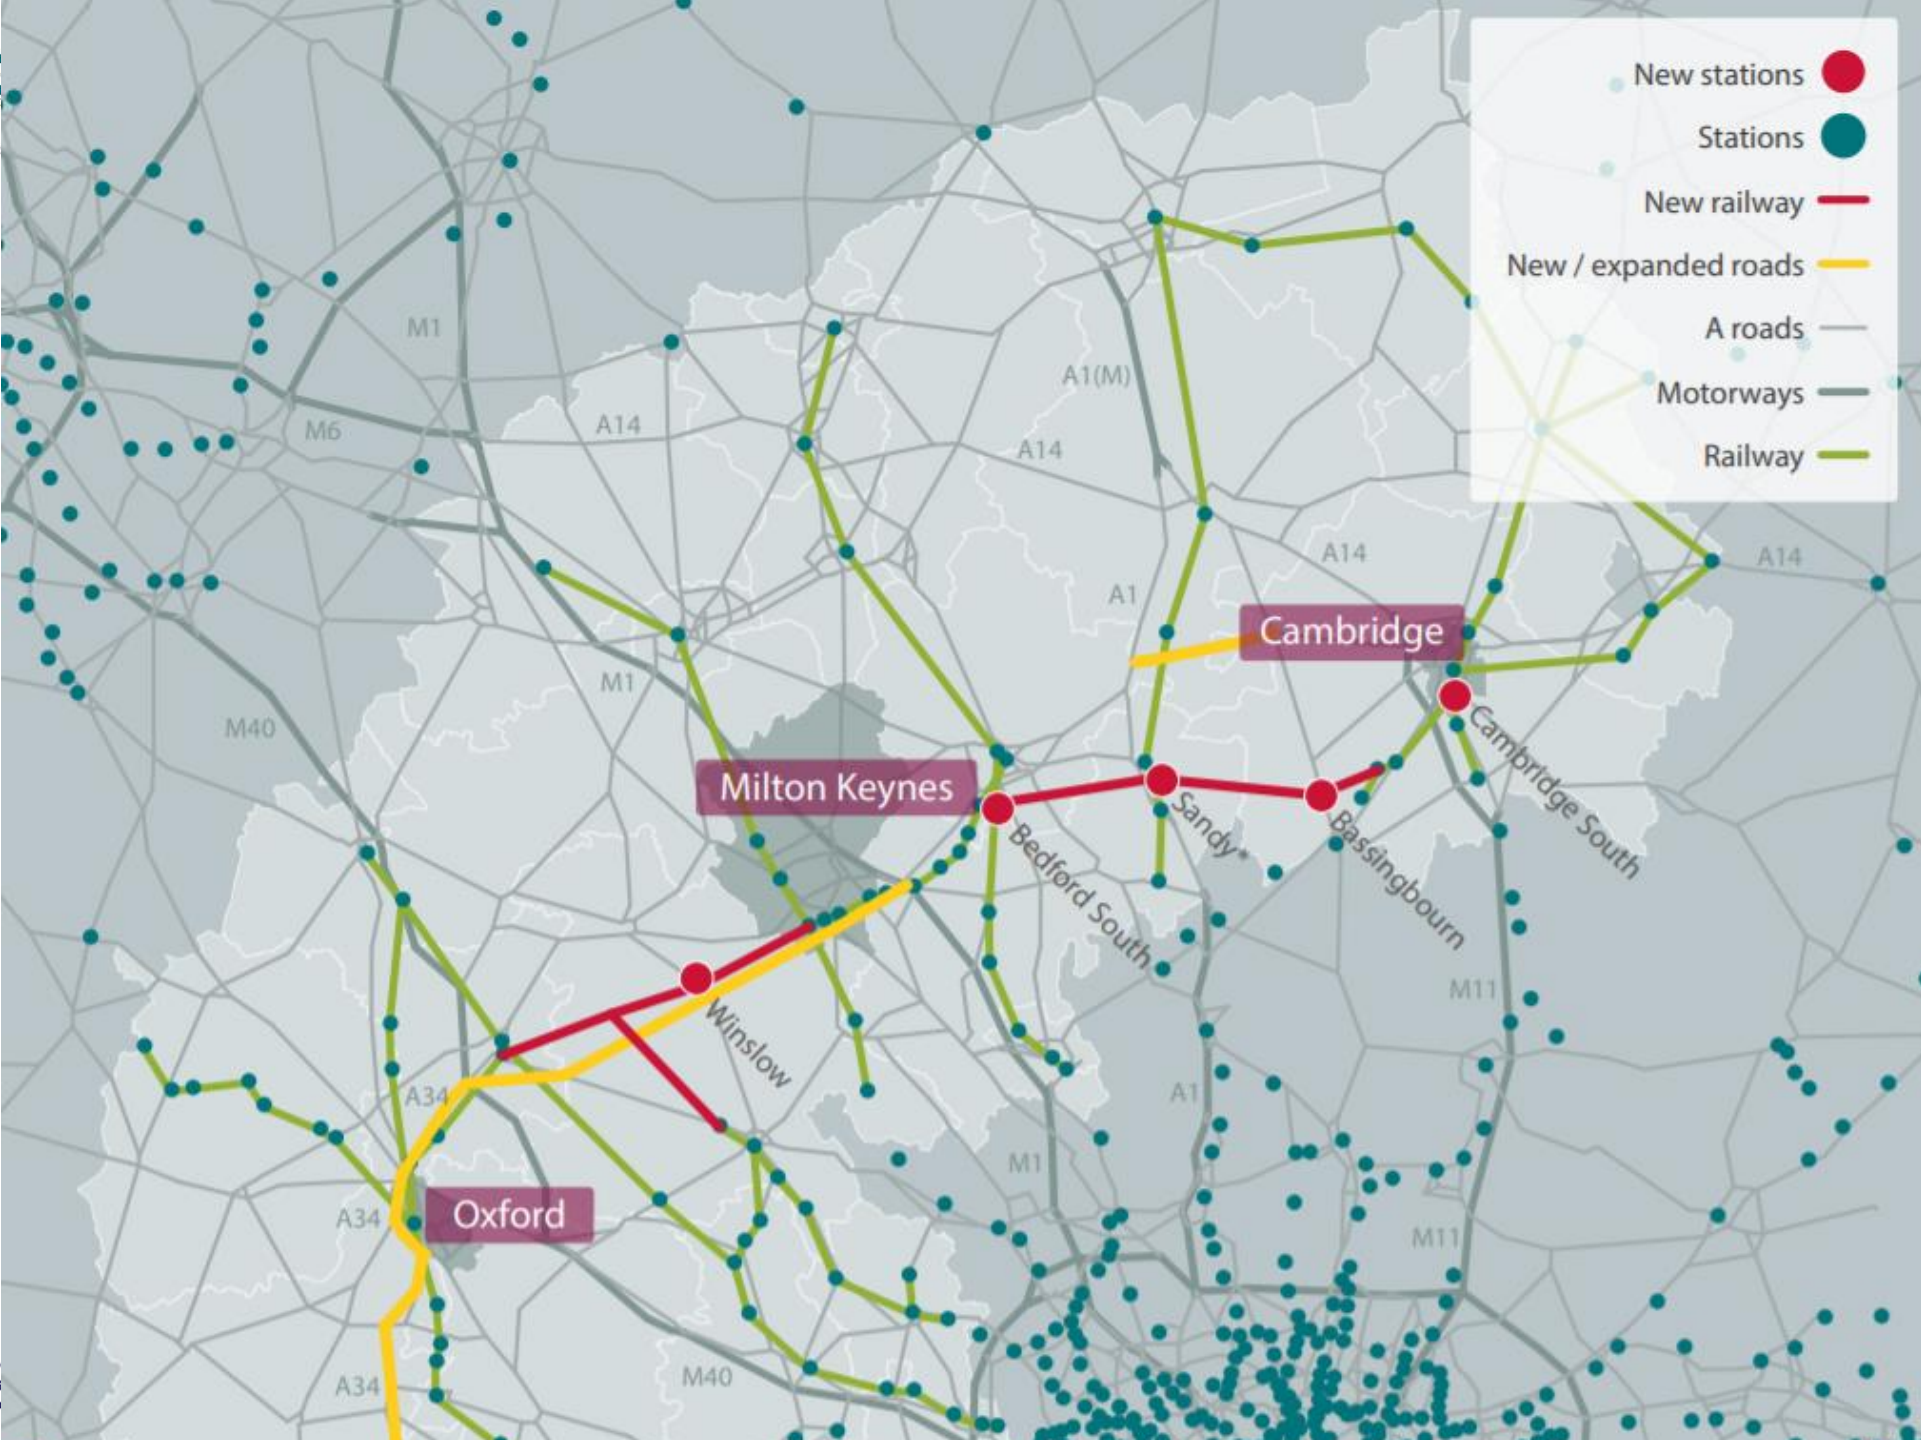 New stations
Stations
New railway
New / expanded roads
A roads
Motorways
Railway
M1
A1(M)
A14
M6
A14
A14
A14
A1
Cambridge
M1
M40
Cambridge South
Milton Keynes
Sandy*
Bassingbourn
Bedford South
M11
Winslow
A34
A1
M1
Oxford
A34
M11
M40
A34